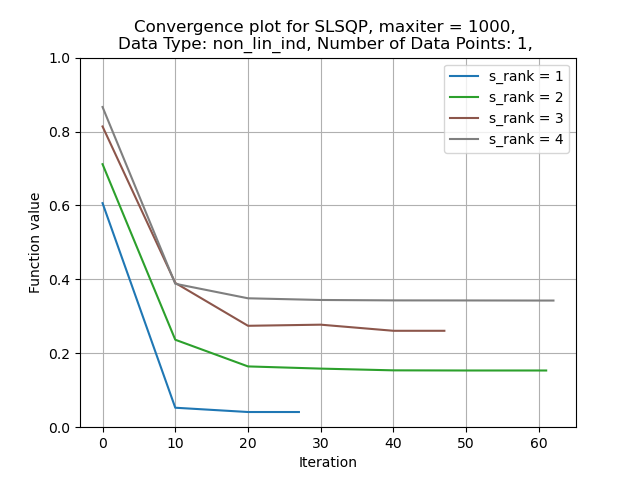 Convergence plot for SLSQP, maxiter = 1000,
Data Type: non_lin_ind, Number of Data Points: 1,
s_rank = 1
s_rank = 2
s_rank = 3
s_rank = 4
Function value
1.0
0.8
0.6
0.4
0.2
0.0
0 10 20 30 40 50 60
Iteration